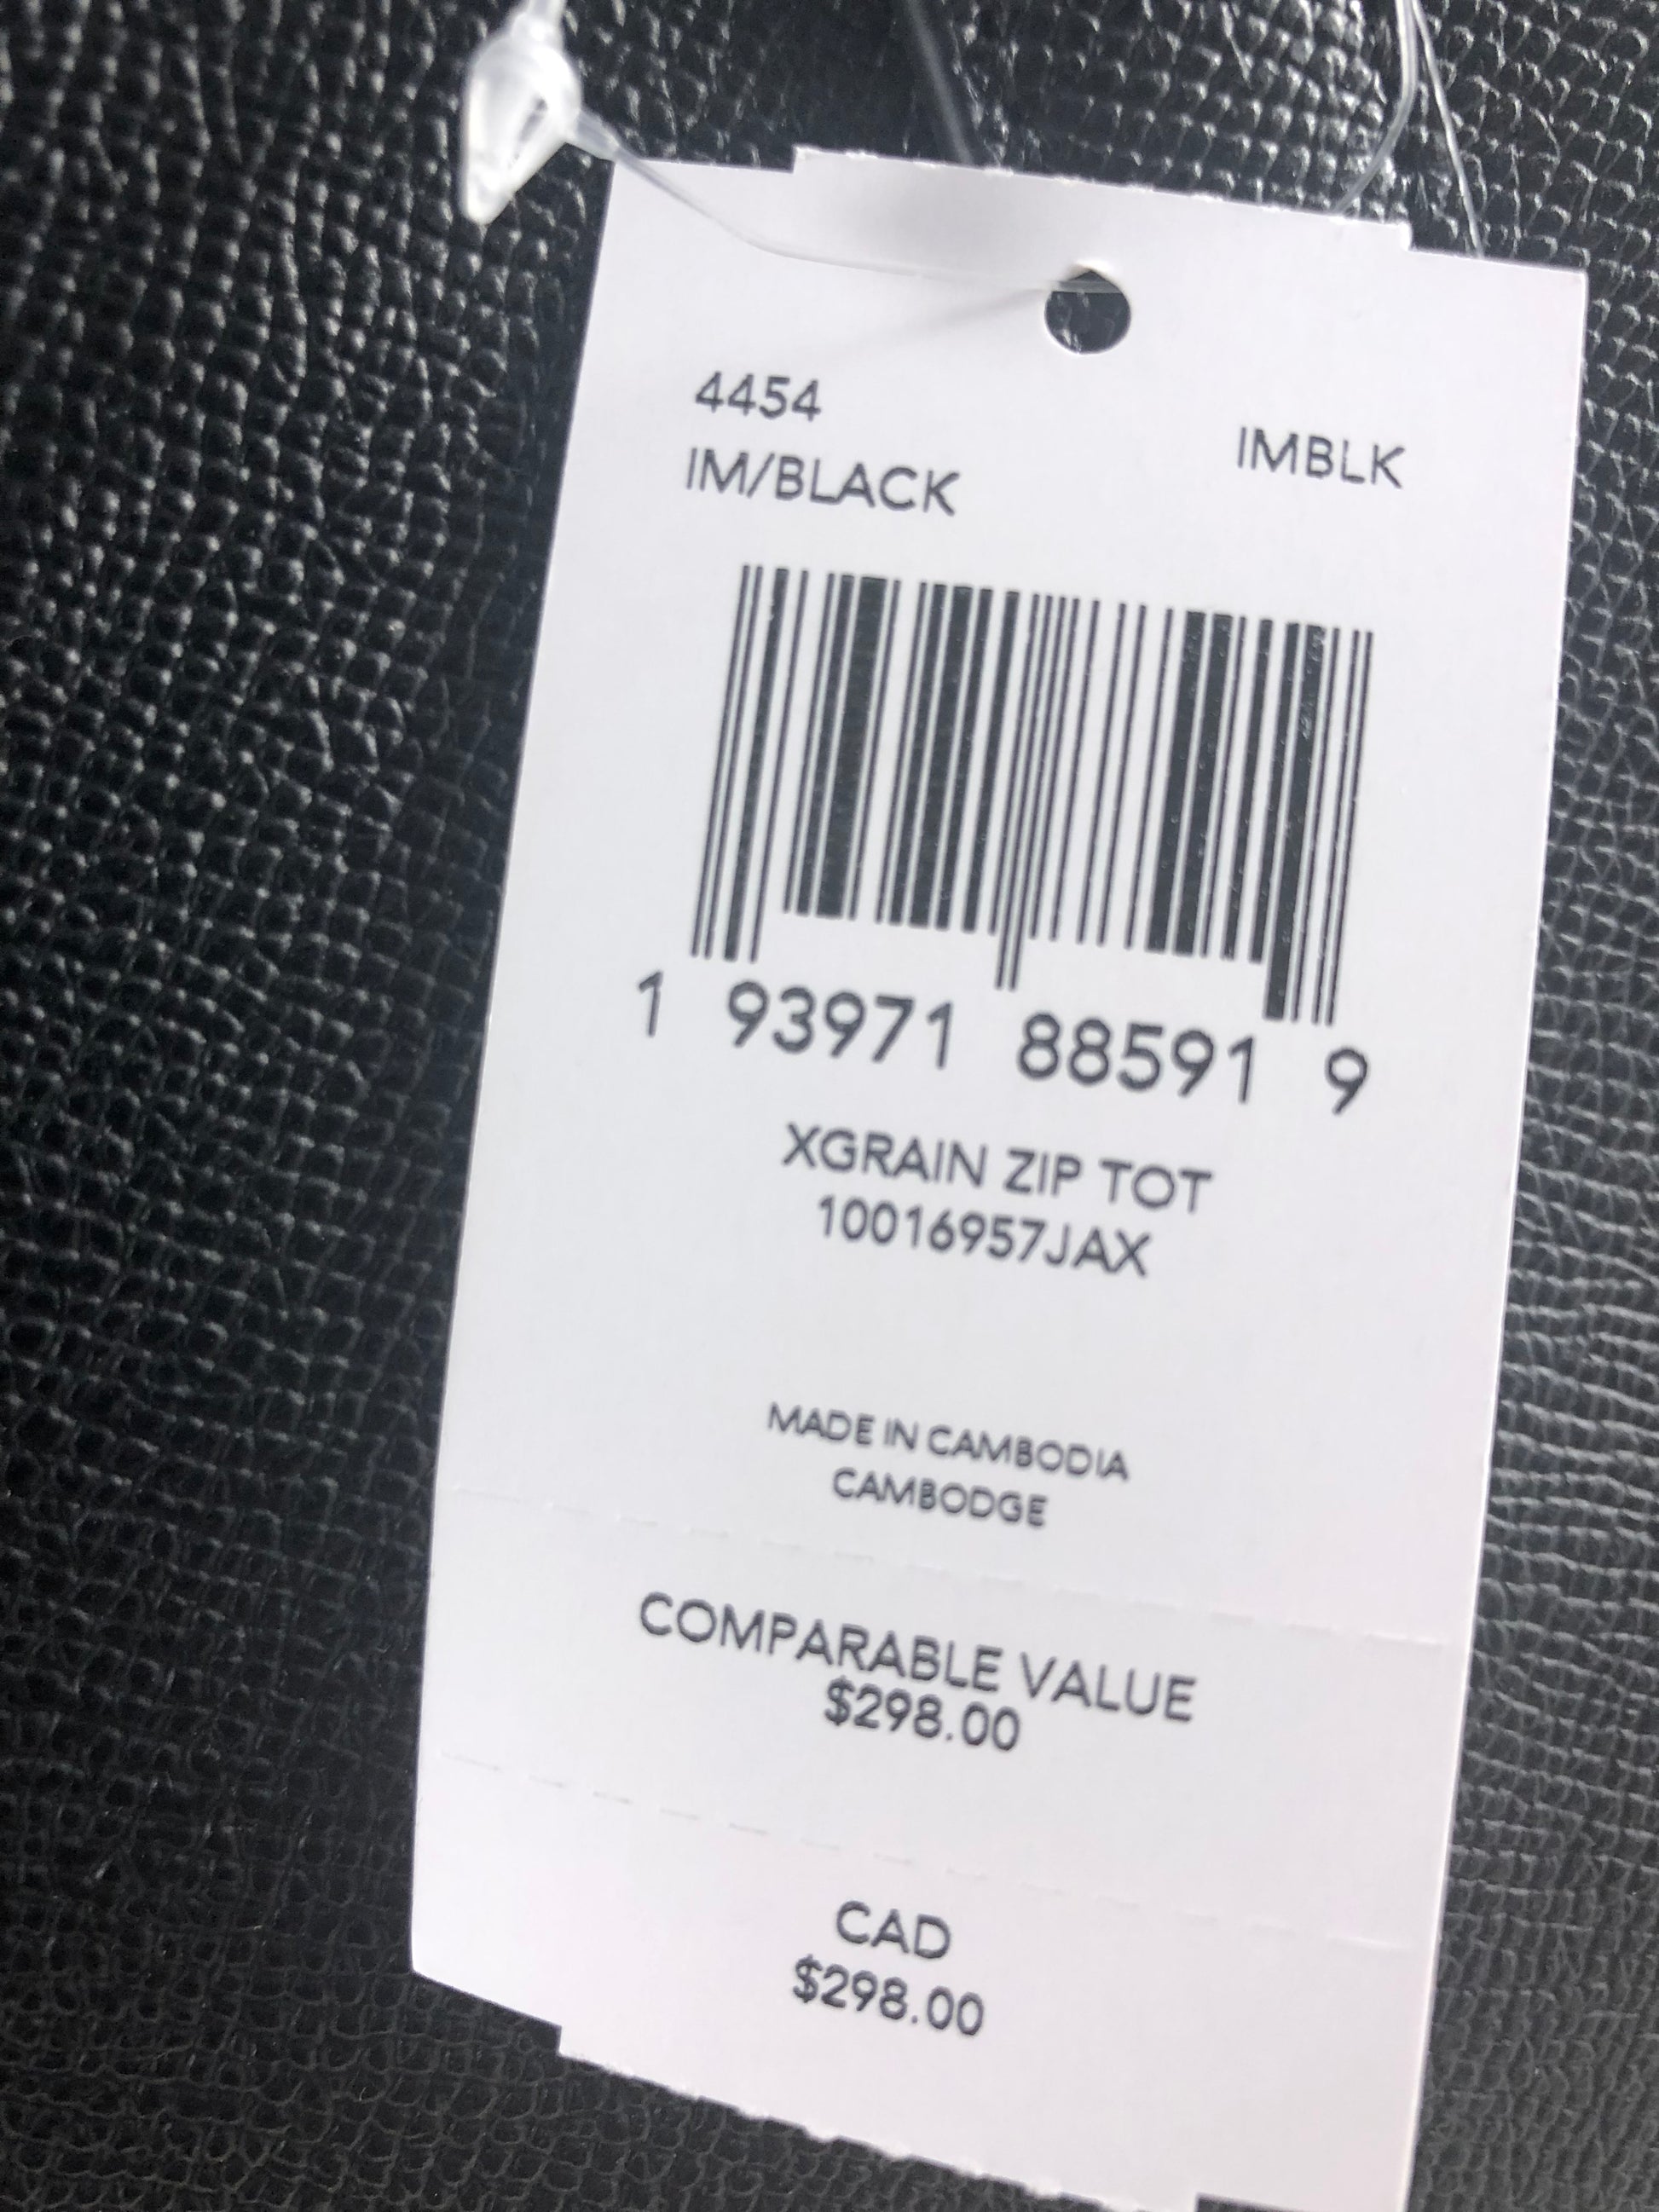 4454
IM/BLACK IMBLK
1 93971 88591 9
XGRAIN ZIP TOT
10016957JAX
MADE IN CAMBODIA
CAMBODGE
COMPARABLE VALUE
$298.00
CAD
$298.00